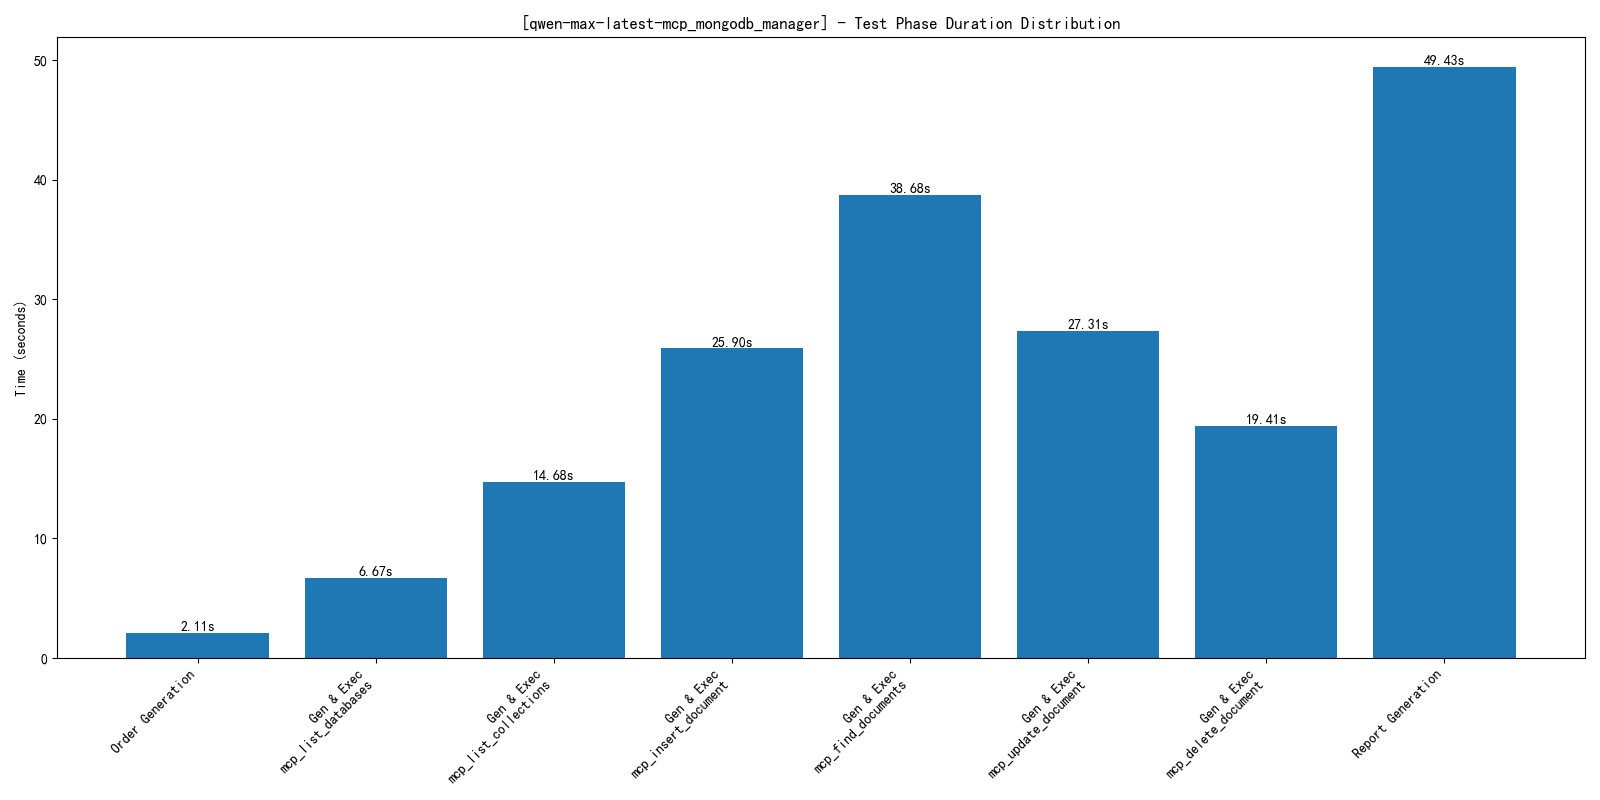 [qwen-max-latest-mcp_mongodb_manager] - Test Phase Duration Distribution
Time (seconds)
50
40
30
20
10
0
2.11s
6.67s
14.68s
25.90s
38.68s
27.31s
19.41s
49.43s
Order Generation
Gen & Exec
mcp_list_databases
Gen & Exec
mcp_list_collections
Gen & Exec
mcp_insert_document
Gen & Exec
mcp_find_documents
Gen & Exec
mcp_update_document
Gen & Exec
mcp_delete_document
Report Generation